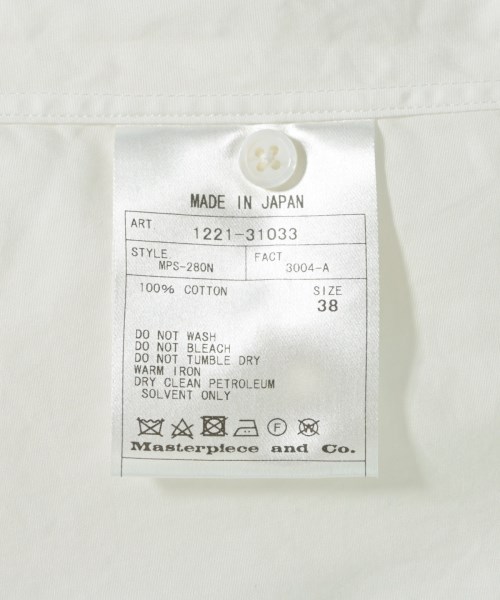 MADE IN JAPAN
ART
1221-31033
STYLE
MPS-280N
FACT
3004-A
100% COTTON
SIZE
38
DO NOT WASH
DO NOT BLEACH
DO NOT TUMBLE DRY
WARM IRON
DRY CLEAN PETROLEUM
SOLVENT ONLY
F W
Masterpiece and Co.